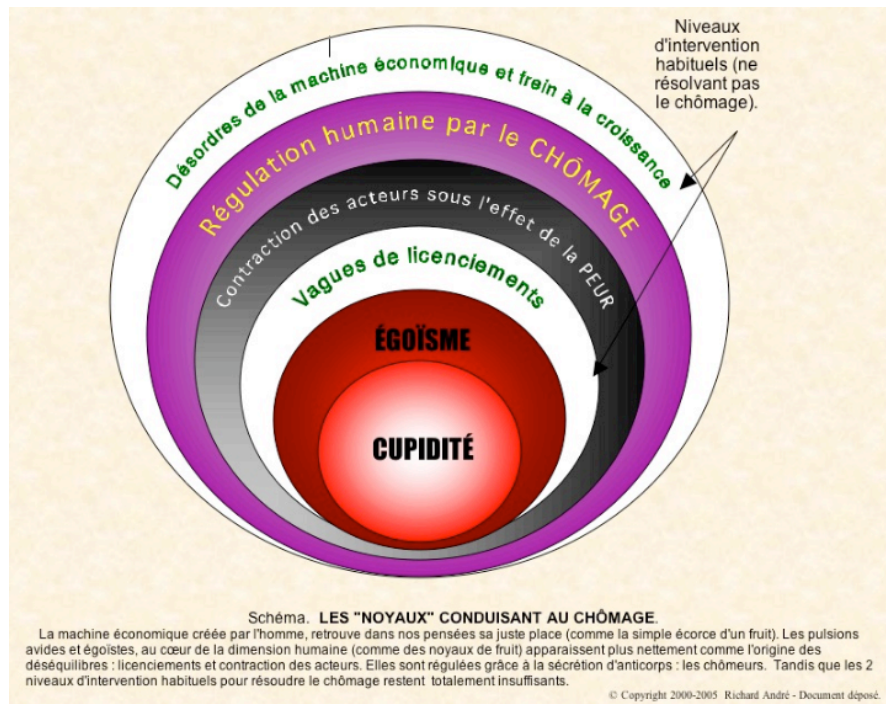 Niveaux
d'intervention
habituels (ne
résolvant pas
le chômage).
Désordres de la machine économique et frein à la croissance
Régulation humaine par le CHÔMAGE
Contraction des acteurs sous l'effet de la PEUR
Vagues de licenciements
ÉGOÏSME
CUPIDITÉ
Schéma. LES "NOYAUX" CONDUISANT AU CHÔMAGE.
La machine économique créée par l'homme, retrouve dans nos pensées sa juste place (comme la simple écorce d'un fruit). Les pulsions
avides et égoïstes, au cœur de la dimension humaine (comme des noyaux de fruit) apparaissent plus nettement comme l'origine des
déséquilibres : licenciements et contraction des acteurs. Elles sont régulées grâce à la sécrétion d'anticorps : les chômeurs. Tandis que les 2
niveaux d'intervention habituels pour résoudre le chômage restent totalement insuffisants.
© Copyright 2000-2005 Richard André - Document déposé.